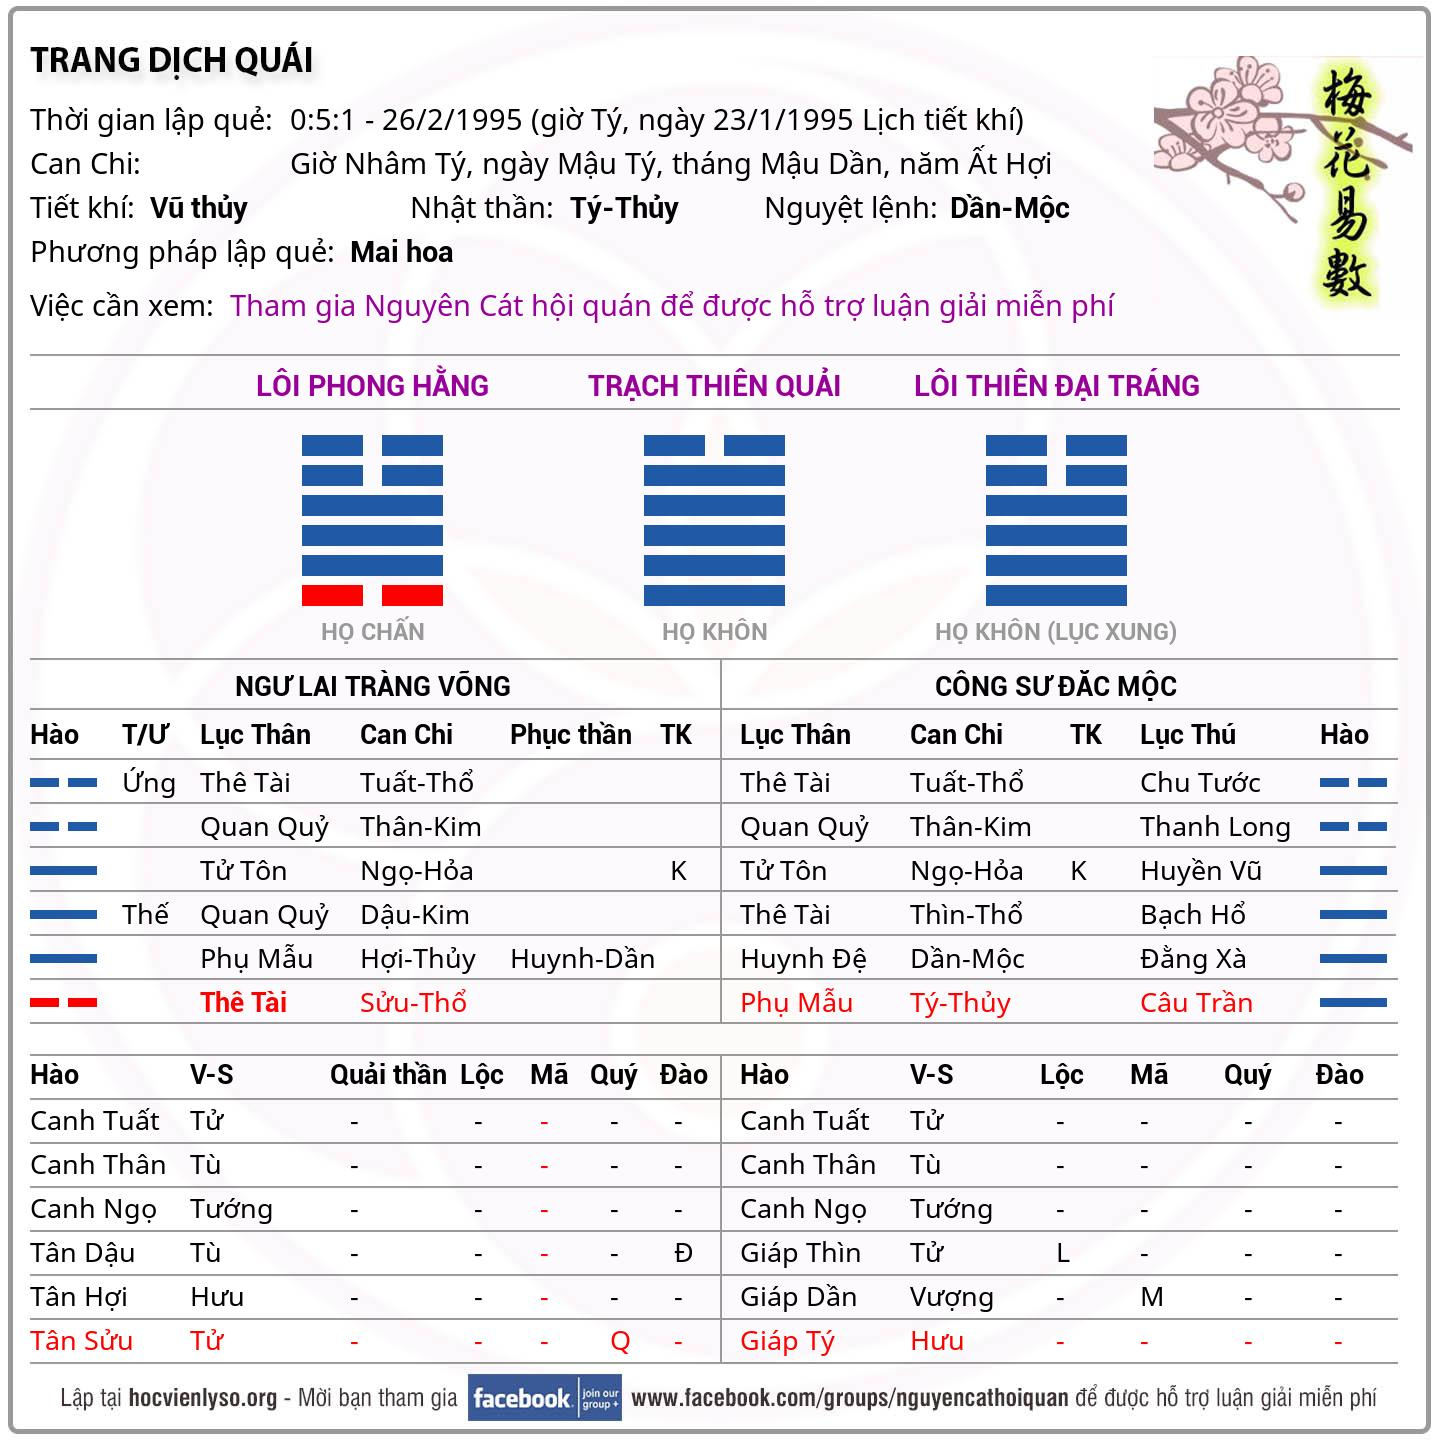 TRANG DỊCH QUÁI
Thời gian lập quẻ: 0:5:1 - 26/2/1995 (giờ Tý, ngày 23/1/1995 Lịch tiết khí)
Can Chi: Giờ Nhâm Tý, ngày Mậu Tý, tháng Mậu Dần, năm Ất Hợi
Tiết khí: Vũ thủy Nhật thần: Tý-Thủy Nguyệt lệnh: Dần-Mộc
Phương pháp lập quẻ: Mai hoa
Việc cần xem: Tham gia Nguyên Cát hội quán để được hỗ trợ luận giải miễn phí
梅花易數
LÔI PHONG HẰNG TRẠCH THIÊN QUẢI LÔI THIÊN ĐẠI TRÁNG
HỌ CHẤN HỌ KHÔN HỌ KHÔN (LỤC XUNG)
NGƯ LAI TRÀNG VÕNG CÔNG SƯ ĐĂC MỘC
Hào T/Ư Lục Thân Can Chi Phục thần TK Lục Thân Can Chi TK Lục Thú Hào
Ứng Thê Tài Tuất-Thổ Thê Tài Tuất-Thổ Chu Tước
Quan Quỷ Thân-Kim Quan Quỷ Thân-Kim Thanh Long
Tử Tôn Ngọ-Hỏa K Tử Tôn Ngọ-Hỏa K Huyền Vũ
Thế Quan Quỷ Dậu-Kim Thê Tài Thìn-Thổ Bạch Hổ
Phụ Mẫu Hợi-Thủy Huynh-Dần Huynh Đệ Dần-Mộc Đằng Xà
Thê Tài Sửu-Thổ Phụ Mẫu Tý-Thủy Câu Trần
Hào V-S Quải thần Lộc Mã Quý Đào Hào V-S Lộc Mã Quý Đào
Canh Tuất Tử - - - - - Canh Tuất Tử - - - -
Canh Thân Tù - - - - - Canh Thân Tù - - - -
Canh Ngọ Tướng - - - - - Canh Ngọ Tướng - - - -
Tân Dậu Tù - - - - Đ Giáp Thìn Tử L - - -
Tân Hợi Hưu - - - - - Giáp Dần Vượng - M - -
Tân Sửu Tử - - - Q - Giáp Tý Hưu - - - -
Lập tại hocvienlyso.org - Mời bạn tham gia facebook. join our group + www.facebook.com/groups/nguyencathoiquan để được hỗ trợ luận giải miễn phí